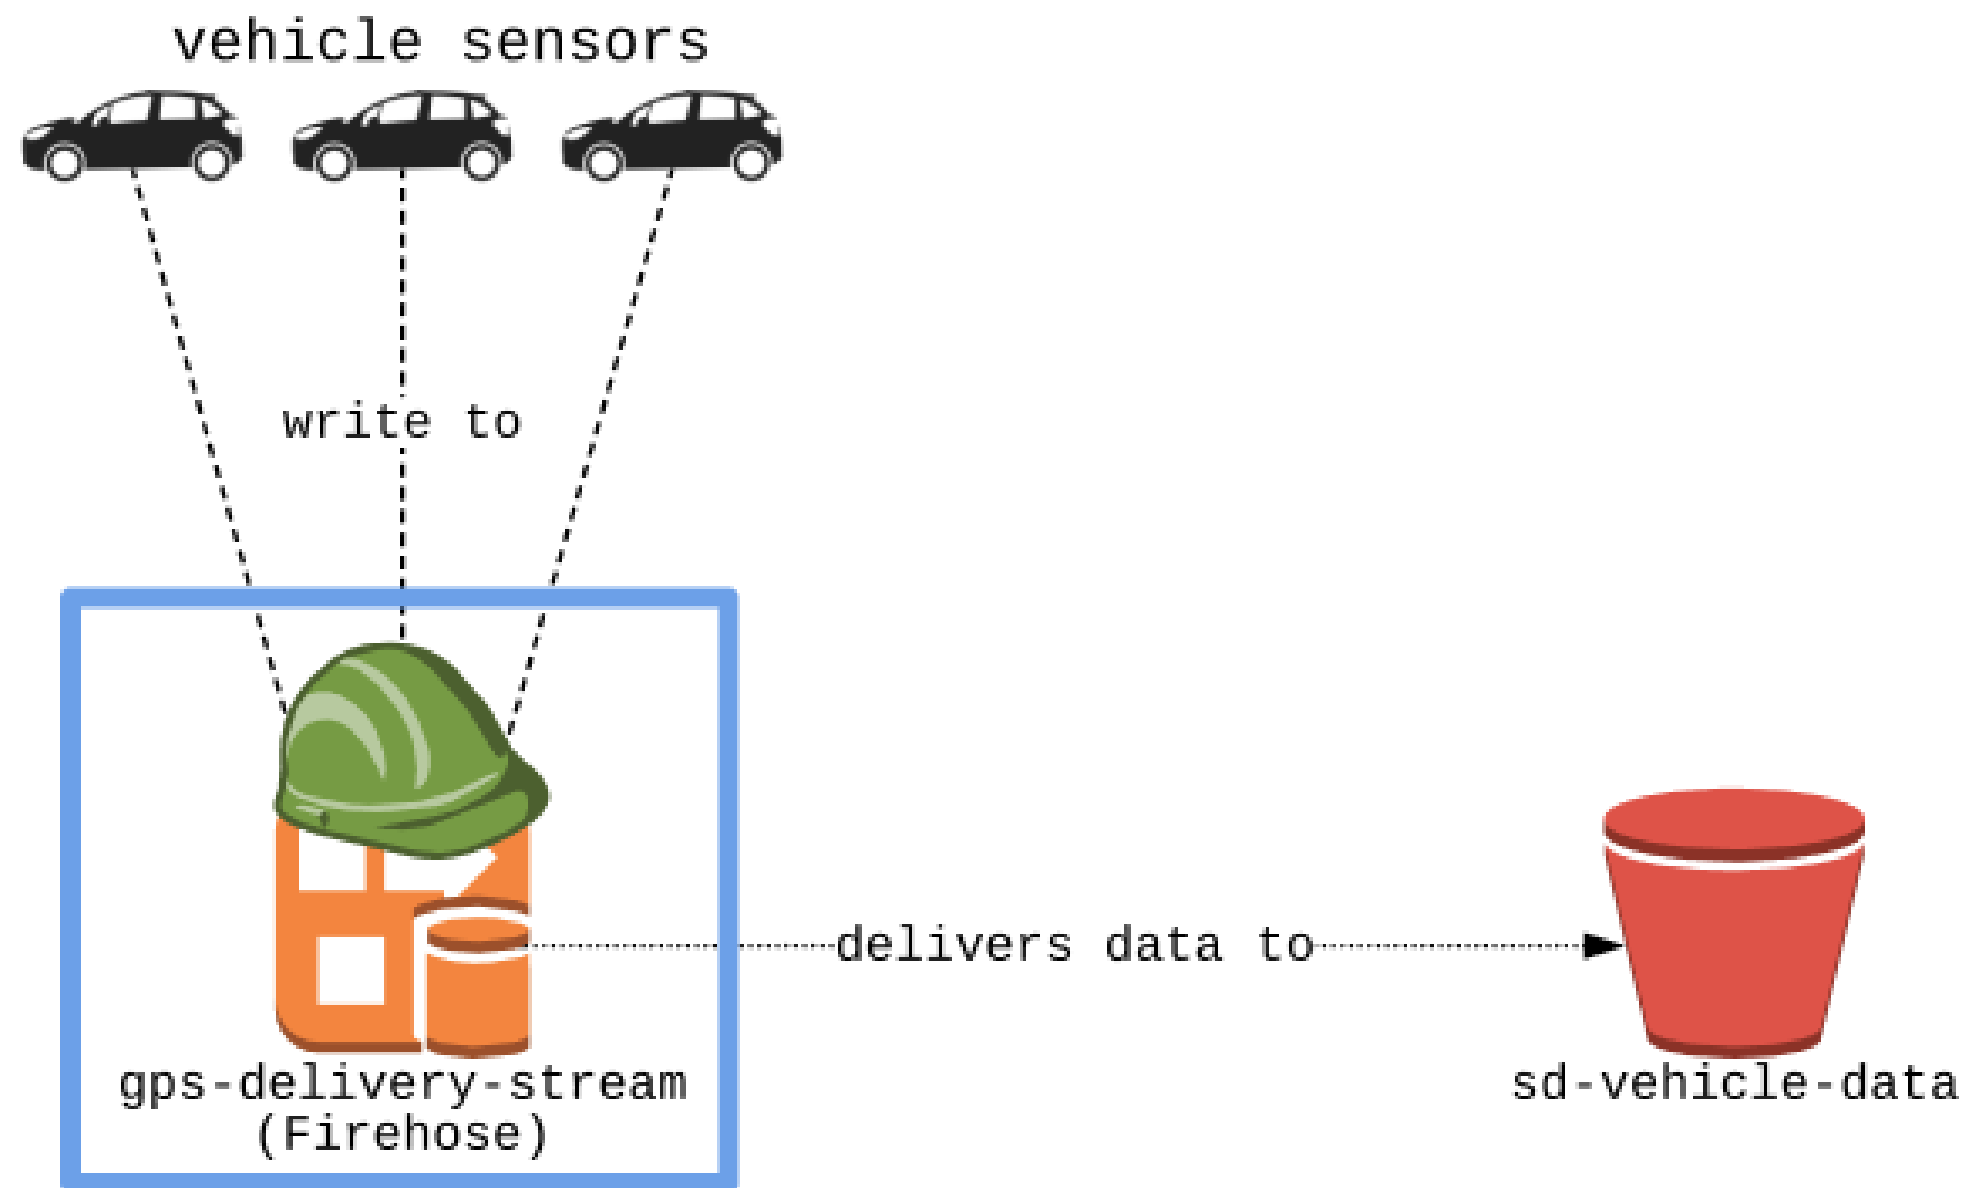 vehicle sensors
write to
delivers data to
gps-delivery-stream
(Firehose)
sd-vehicle-data